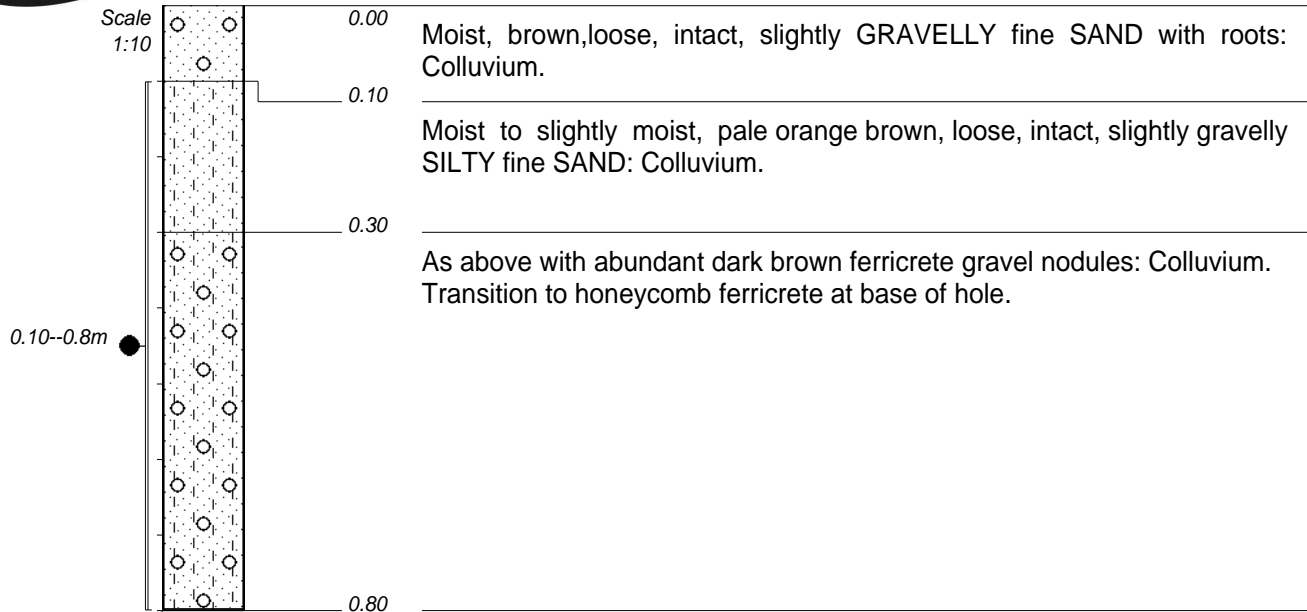 Scale
1:10
0.00
Moist, brown,loose, intact, slightly GRAVELLY fine SAND with roots:
Colluvium.
0.10
Moist to slightly moist, pale orange brown, loose, intact, slightly gravelly
SILTY fine SAND: Colluvium.
0.30
As above with abundant dark brown ferricrete gravel nodules: Colluvium.
Transition to honeycomb ferricrete at base of hole.
0.10--0.8m
0.80